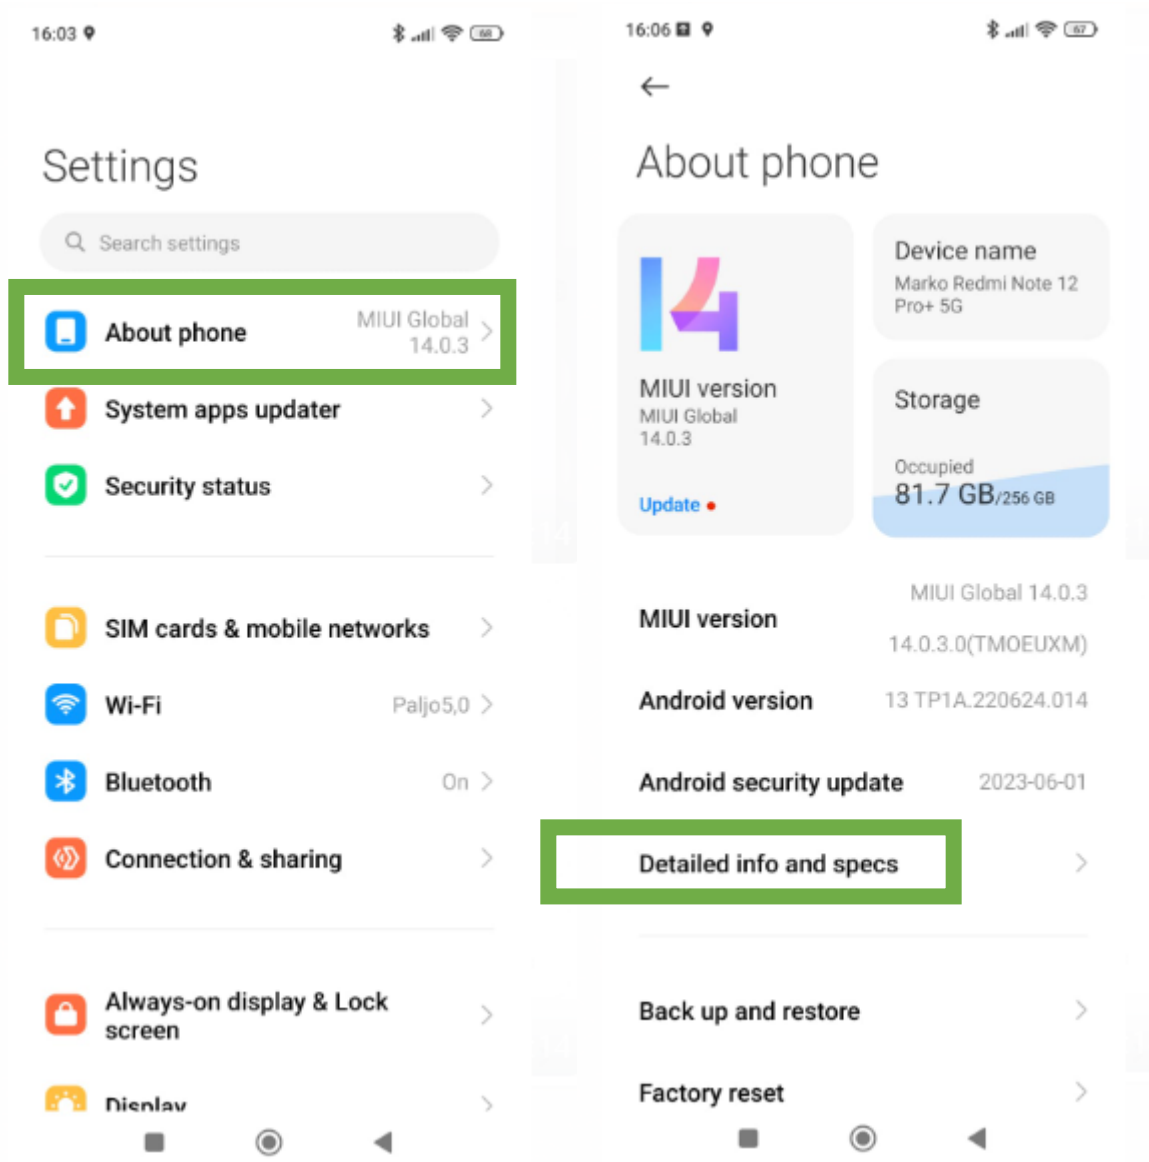 16:03
68
Settings
Search settings
About phone
MIUI Global
14.0.3
System apps updater
Security status
SIM cards & mobile networks
Wi-Fi
Paljo5,0
Bluetooth
On
Connection & sharing
Always-on display & Lock
screen
Display
16:06
67
About phone
14
MIUI version
MIUI Global
14.0.3
Update
Device name
Marko Redmi Note 12
Pro+ 5G
Storage
Occupied
81.7 GB/256 GB
MIUI version
MIUI Global 14.0.3
14.0.3.0(TMOEUXM)
Android version
13 TP1A.220624.014
Android security update
2023-06-01
Detailed info and specs
Back up and restore
Factory reset